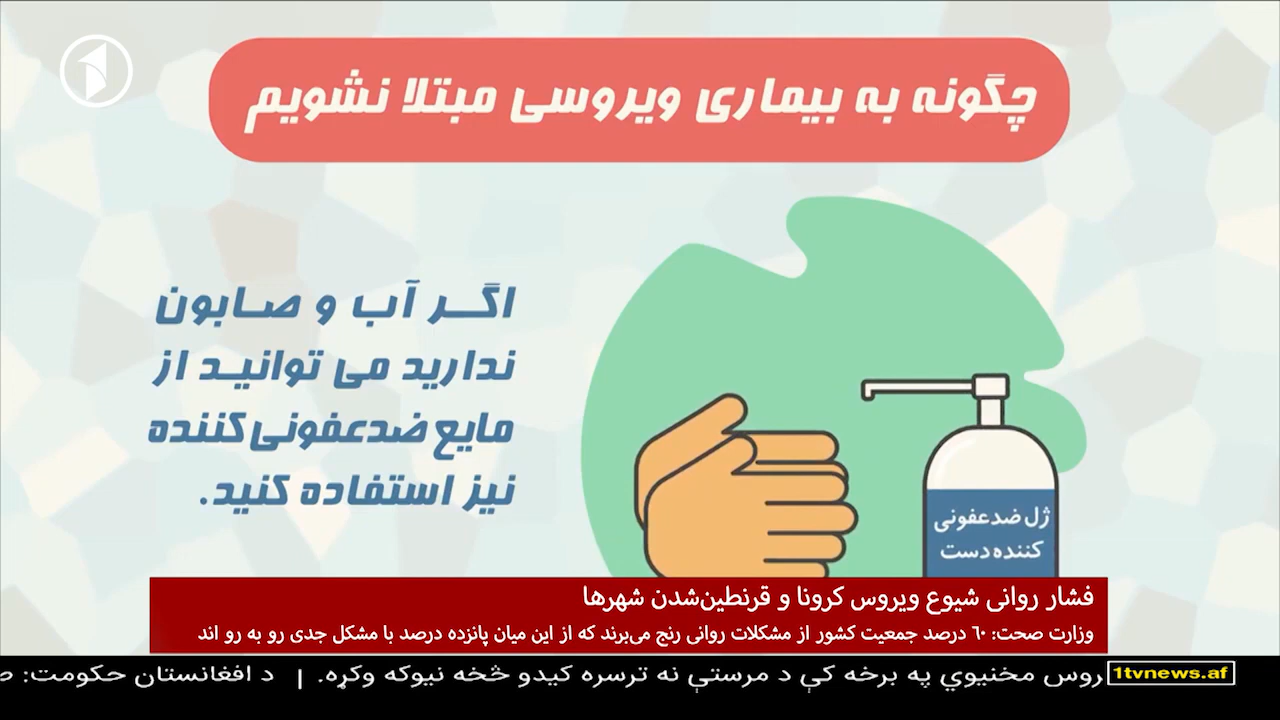 چگونه به بیماری ویروسی مبتلا نشویم
اگر آب و صابون
ندارید می توانید از
مایع ضدعفونی‌کننده
نیز استفاده کنید.
ژل ضدعفونی
کننده دست
فشار روانی شیوع ویروس کرونا و قرنطین‌شدن شهرها
وزارت صحت: ٦٠ درصد جمعیت کشور از مشکلات روانی رنج می‌برند که از این میان پانزده درصد با مشکل جدی رو به رو اند
روس مخنیوي په برخه کې د مرستې نه ترسره کیدو څخه نیوکه وکړه. | د افغانستان حکومت: ص
1tvnews.af